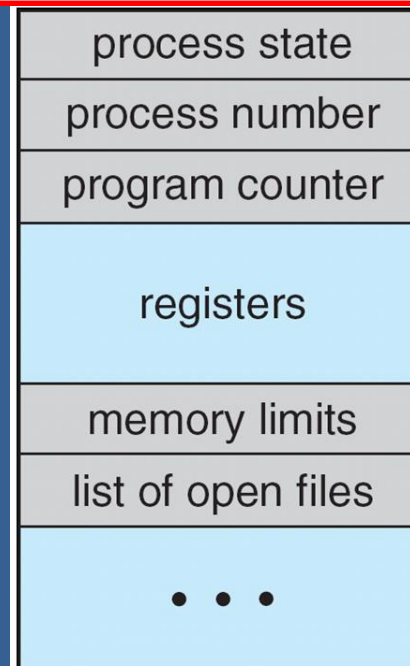 process state
process number
program counter
registers
memory limits
list of open files
• • •